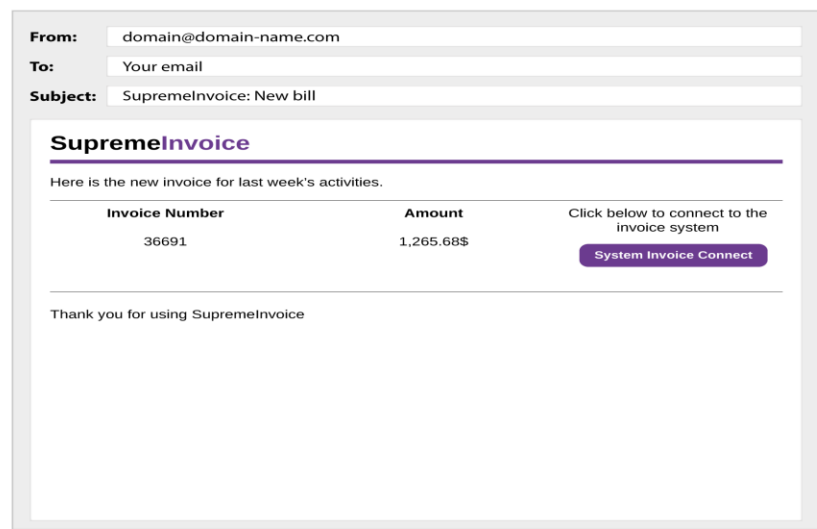 From: domain@domain-name.com
To: Your email
Subject: SupremeInvoice: New bill
SupremeInvoice
Here is the new invoice for last week's activities.
Invoice Number
36691
Amount
1,265.68$
Click below to connect to the
invoice system
System Invoice Connect
Thank you for using SupremeInvoice